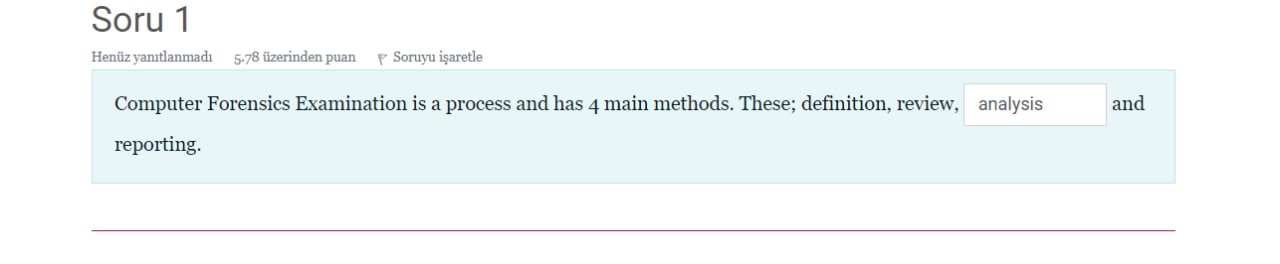 Soru 1
Henüz yanıtlanmadı 5.78 üzerinden puan Soruyu işaretle
Computer Forensics Examination is a process and has 4 main methods. These; definition, review, analysis and
reporting.